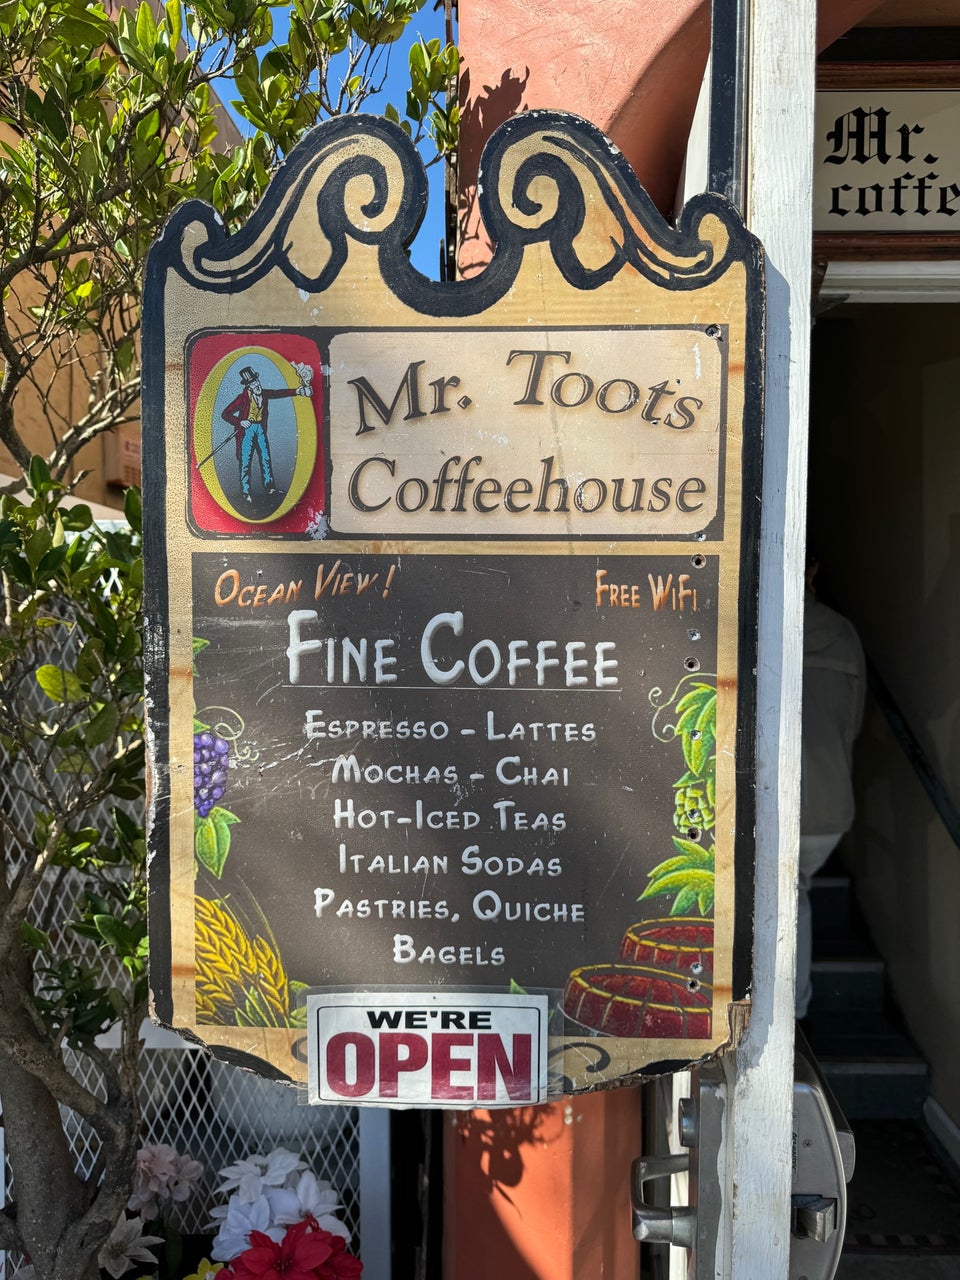 Mr.
coffe
Mr. Toots
Coffeehouse
Ocean View!
Free WiFi
Fine Coffee
Espresso - Lattes
Mochas - Chai
Hot-Iced Teas
Italian Sodas
Pastries, Quiche
Bagels
WE'RE
OPEN